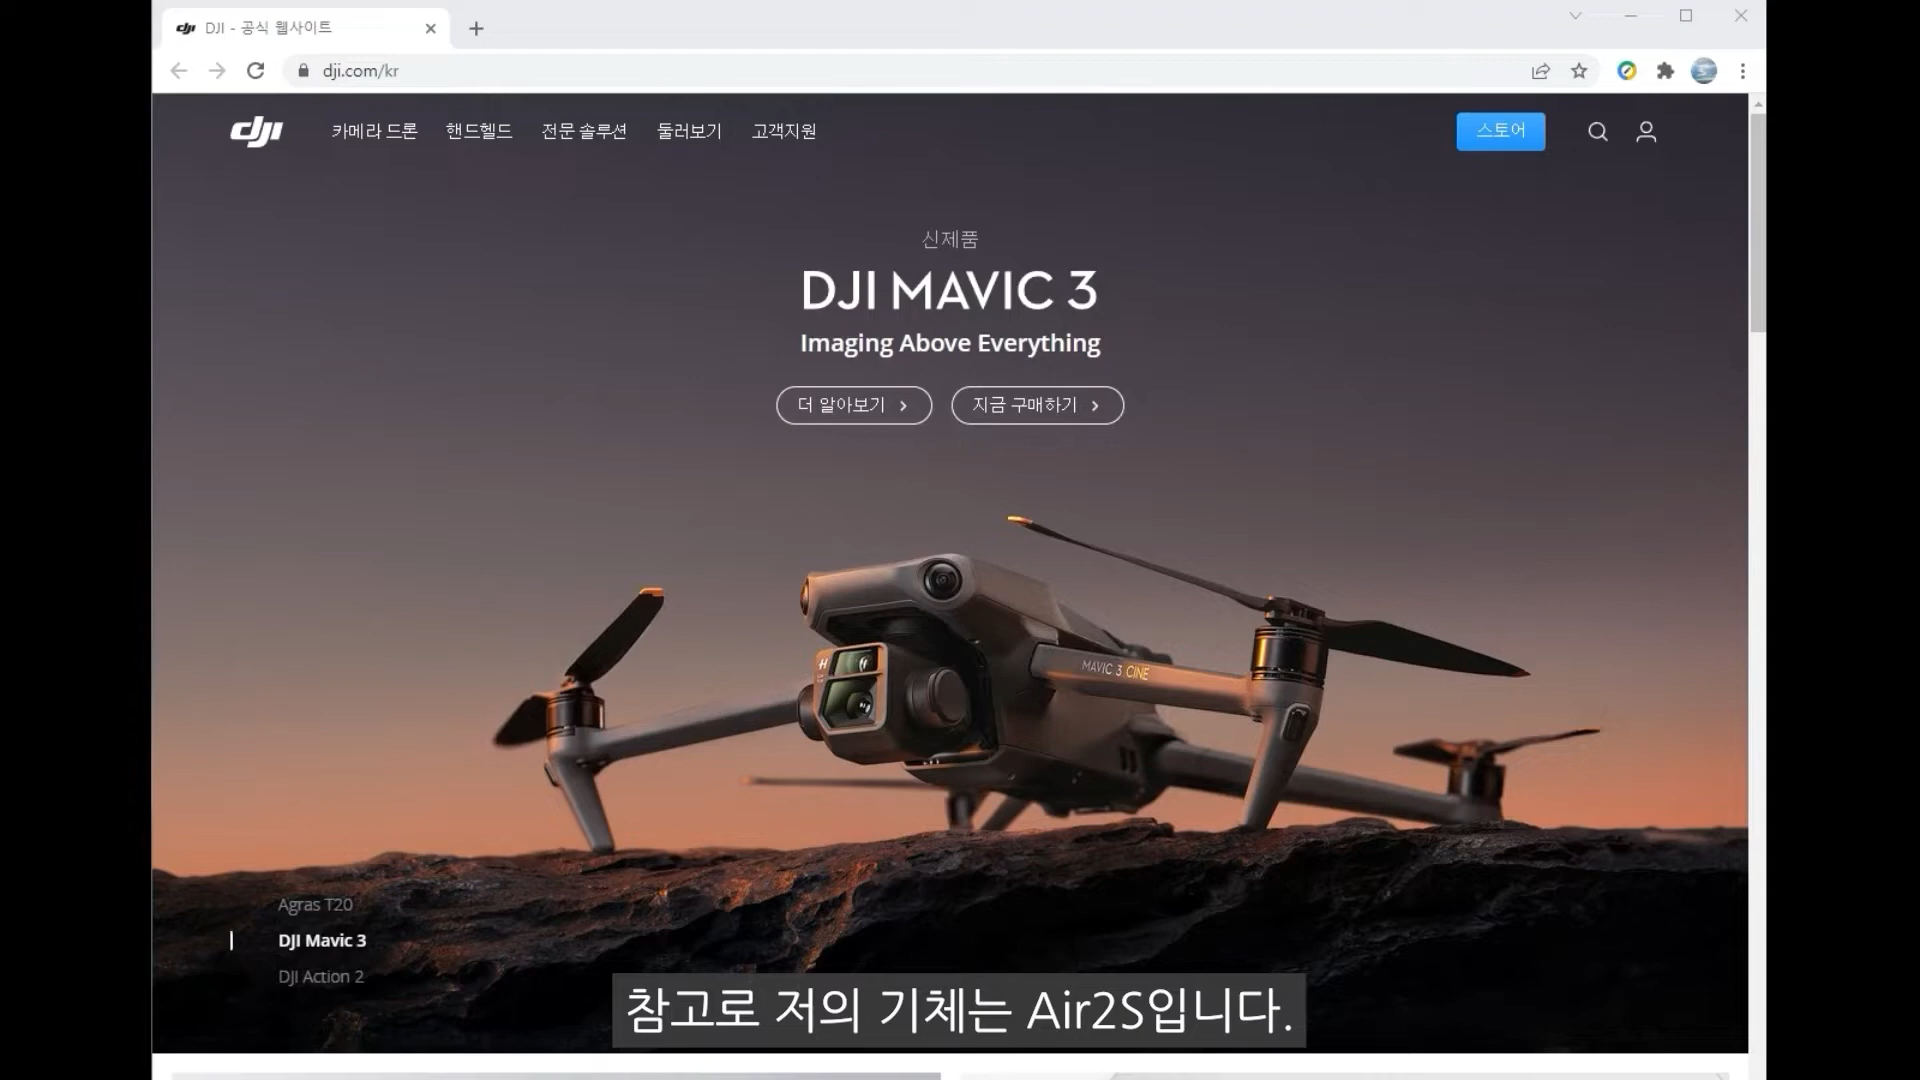 DJI - 공식 웹사이트
dji.com/kr
dji
카메라 드론 핸드헬드 전문 솔루션 둘러보기 고객지원 스토어
신제품
DJI MAVIC 3
Imaging Above Everything
더 알아보기 지금 구매하기
MAVIC 3 CINE
Agras T20
DJI Mavic 3
DJI Action 2
참고로 저의 기체는 Air2S입니다.